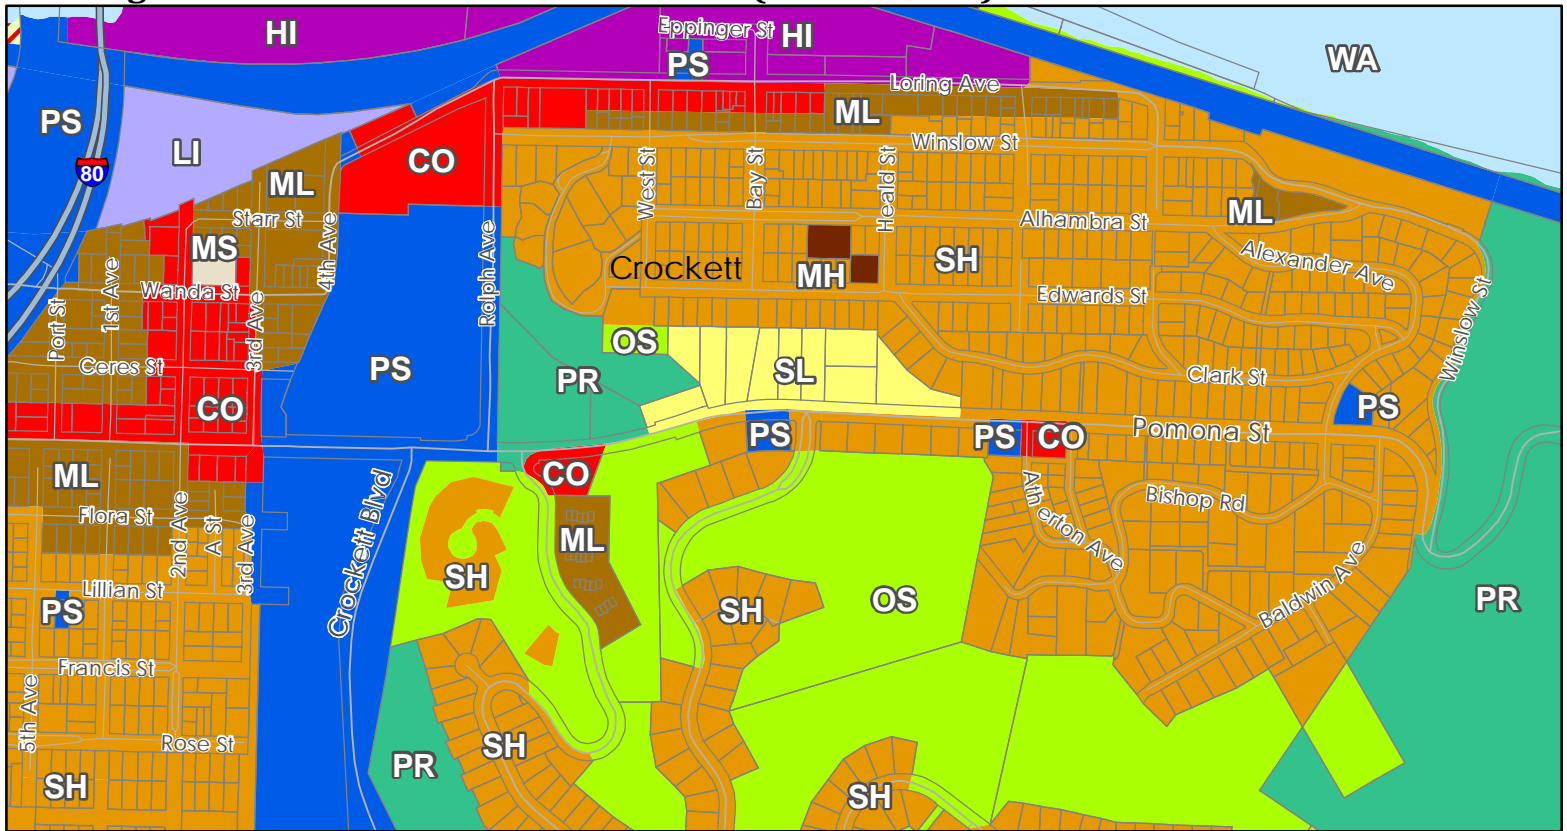 HI
Eppinger St
HI
PS
WA
Loring Ave
PS
ML
LI
Winslow St
CO
80
ML
West St
Bay St
Heald St
Starr St
4th Ave
Alhambra St
ML
MS
Rolph Ave
Alexander Ave
Crockett
MH
SH
Wanda St
Edwards St
1st Ave
Port St
3rd Ave
Winslow St
OS
Ceres St
PS
PR
SL
Clark St
CO
PS
PS
PS
CO
Pomona St
ML
CO
Crockett Blvd
Atherton Ave
Bishop Rd
Flora St
2nd Ave
A St
3rd Ave
ML
SH
Lillian St
PS
SH
OS
Baldwin Ave
PR
Francis St
5th Ave
Rose St
SH
PR
SH
SH